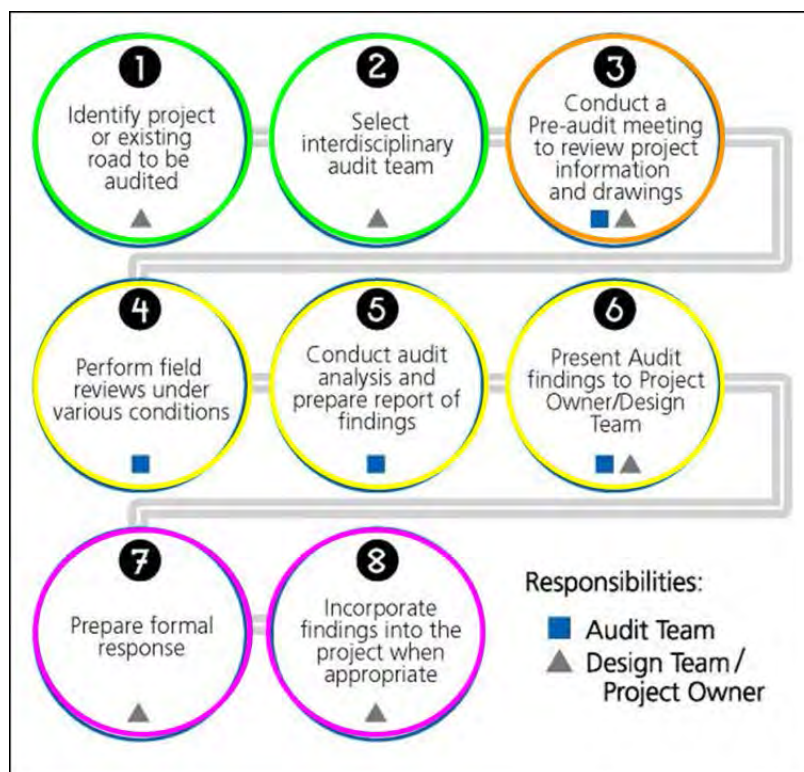 1
Identify project
or existing
road to be
audited
2
Select
interdisciplinary
audit team
3
Conduct a
Pre-audit meeting
to review project
information
and drawings
4
Perform field
reviews under
various conditions
5
Conduct audit
analysis and
prepare report of
findings
6
Present Audit
findings to Project
Owner/Design
Team
7
Prepare formal
response
8
Incorporate
findings into the
project when
appropriate
Responsibilities:
Audit Team
Design Team/
Project Owner